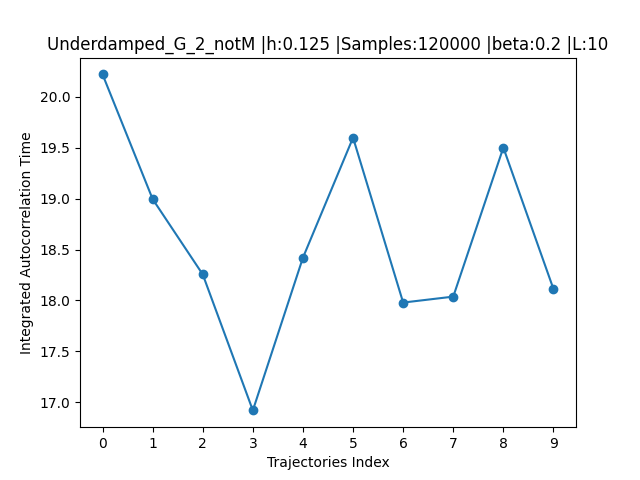 Underdamped_G_2_notM |h:0.125 |Samples:120000 |beta:0.2 |L:10
Integrated Autocorrelation Time
20.0
19.5
19.0
18.5
18.0
17.5
17.0
0 1 2 3 4 5 6 7 8 9
Trajectories Index